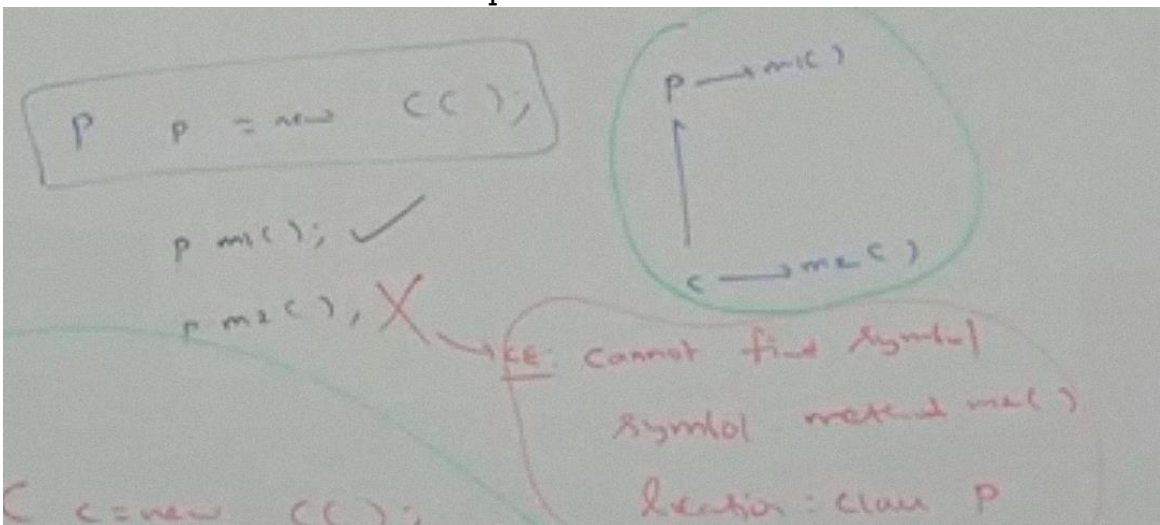 P p = new C();
P → m1()
p m1(); ✓
C → m2()
p m2(), X
CE: cannot find symbol
symbol method m2()
location : class P
C c = new C();